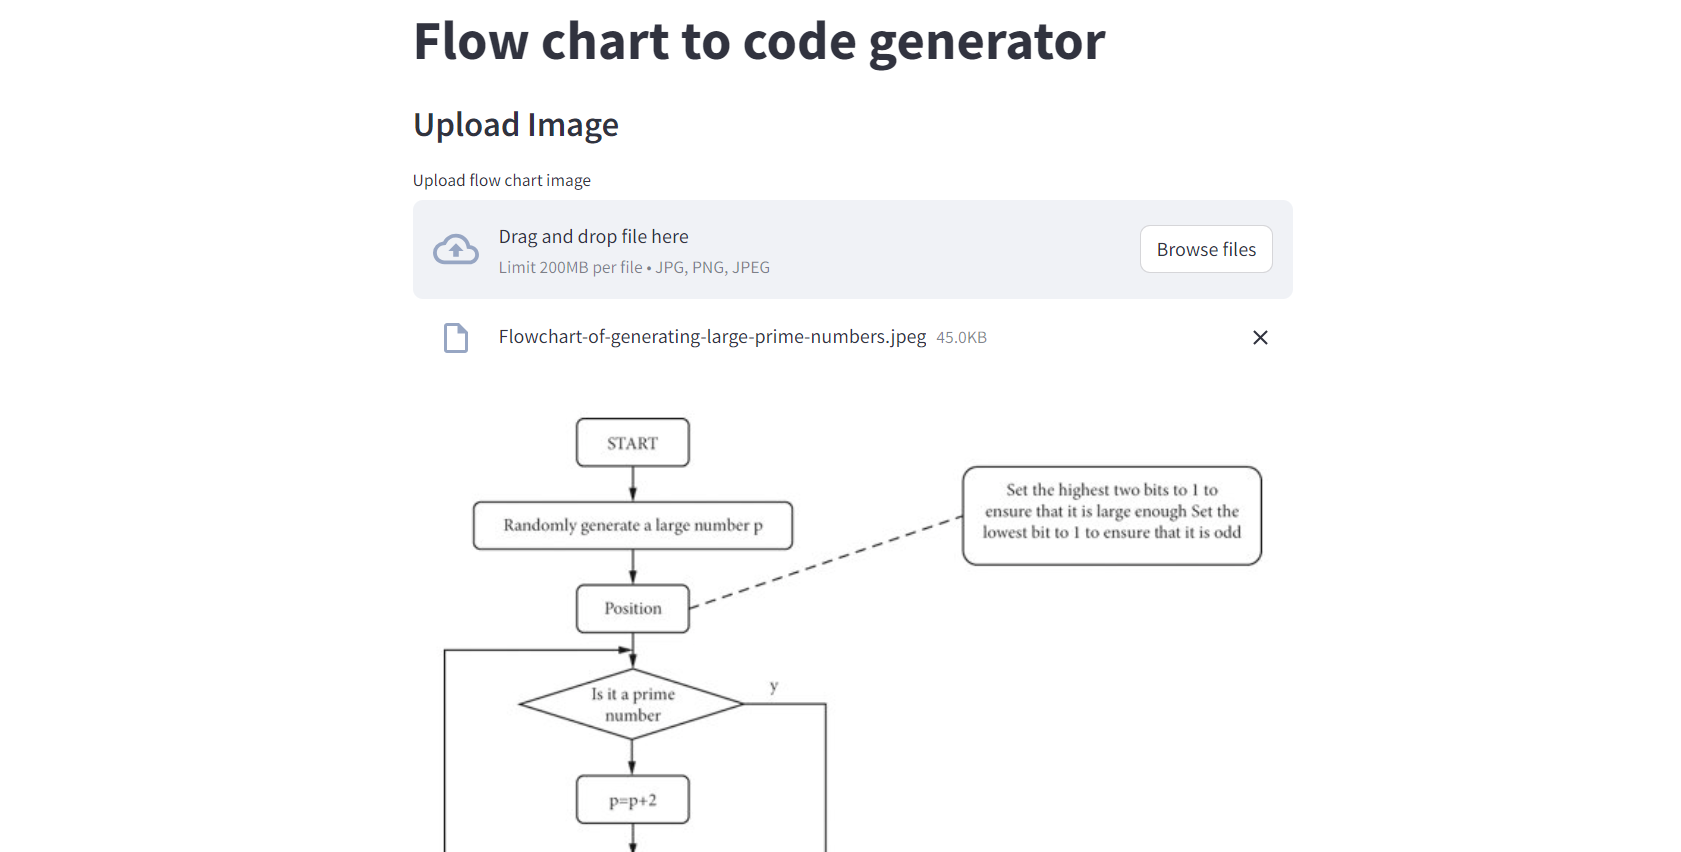 Flow chart to code generator
Upload Image
Upload flow chart image
Drag and drop file here
Limit 200MB per file • JPG, PNG, JPEG
Browse files
Flowchart-of-generating-large-prime-numbers.jpeg 45.0KB
START
Randomly generate a large number p
Set the highest two bits to 1 to
ensure that it is large enough Set the
lowest bit to 1 to ensure that it is odd
Position
Is it a prime
number
y
p=p+2